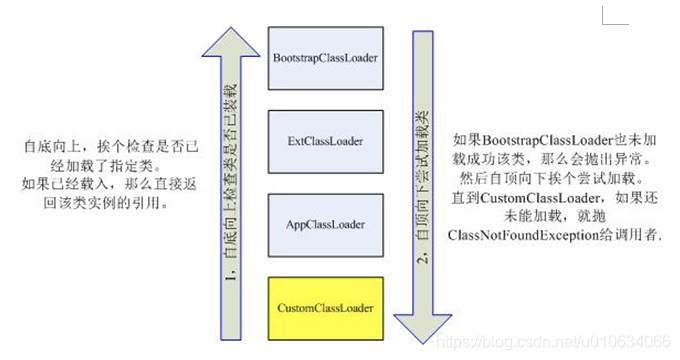 自底向上，挨个检查是否已
经加载了指定类。
如果已经载入，那么直接返
回该类实例的引用。
1，自底向上检查类是否已装载
BootstrapClassLoader
ExtClassLoader
AppClassLoader
CustomClassLoader
2，自顶向下尝试加载类
如果BootstrapClassLoader也未加
载成功该类，那么会抛出异常。
然后自顶向下挨个尝试加载。
直到CustomClassLoader，如果还
未能加载，就抛
ClassNotFoundException给调用者.
https://blog.csdn.net/u010634066